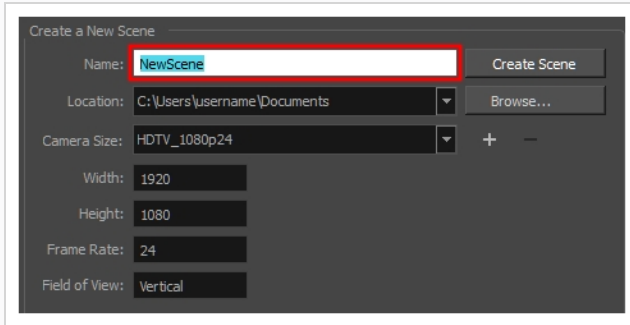 Create a New Scene
Name: NewScene Create Scene
Location: C:\Users\username\Documents Browse...
Camera Size: HDTV_1080p24 + −
Width: 1920
Height: 1080
Frame Rate: 24
Field of View: Vertical